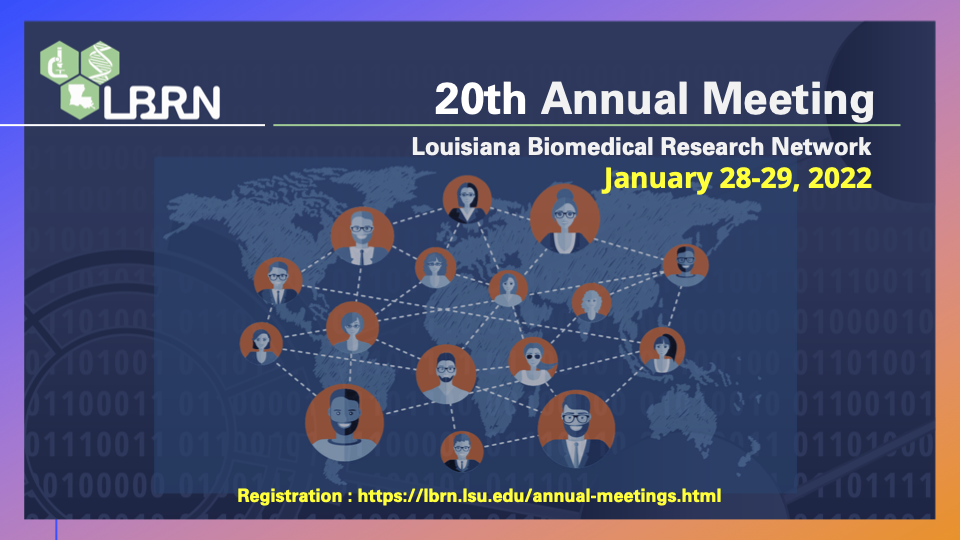 LBRN
20th Annual Meeting
Louisiana Biomedical Research Network
January 28-29, 2022
Registration : https://lbrn.lsu.edu/annual-meetings.html